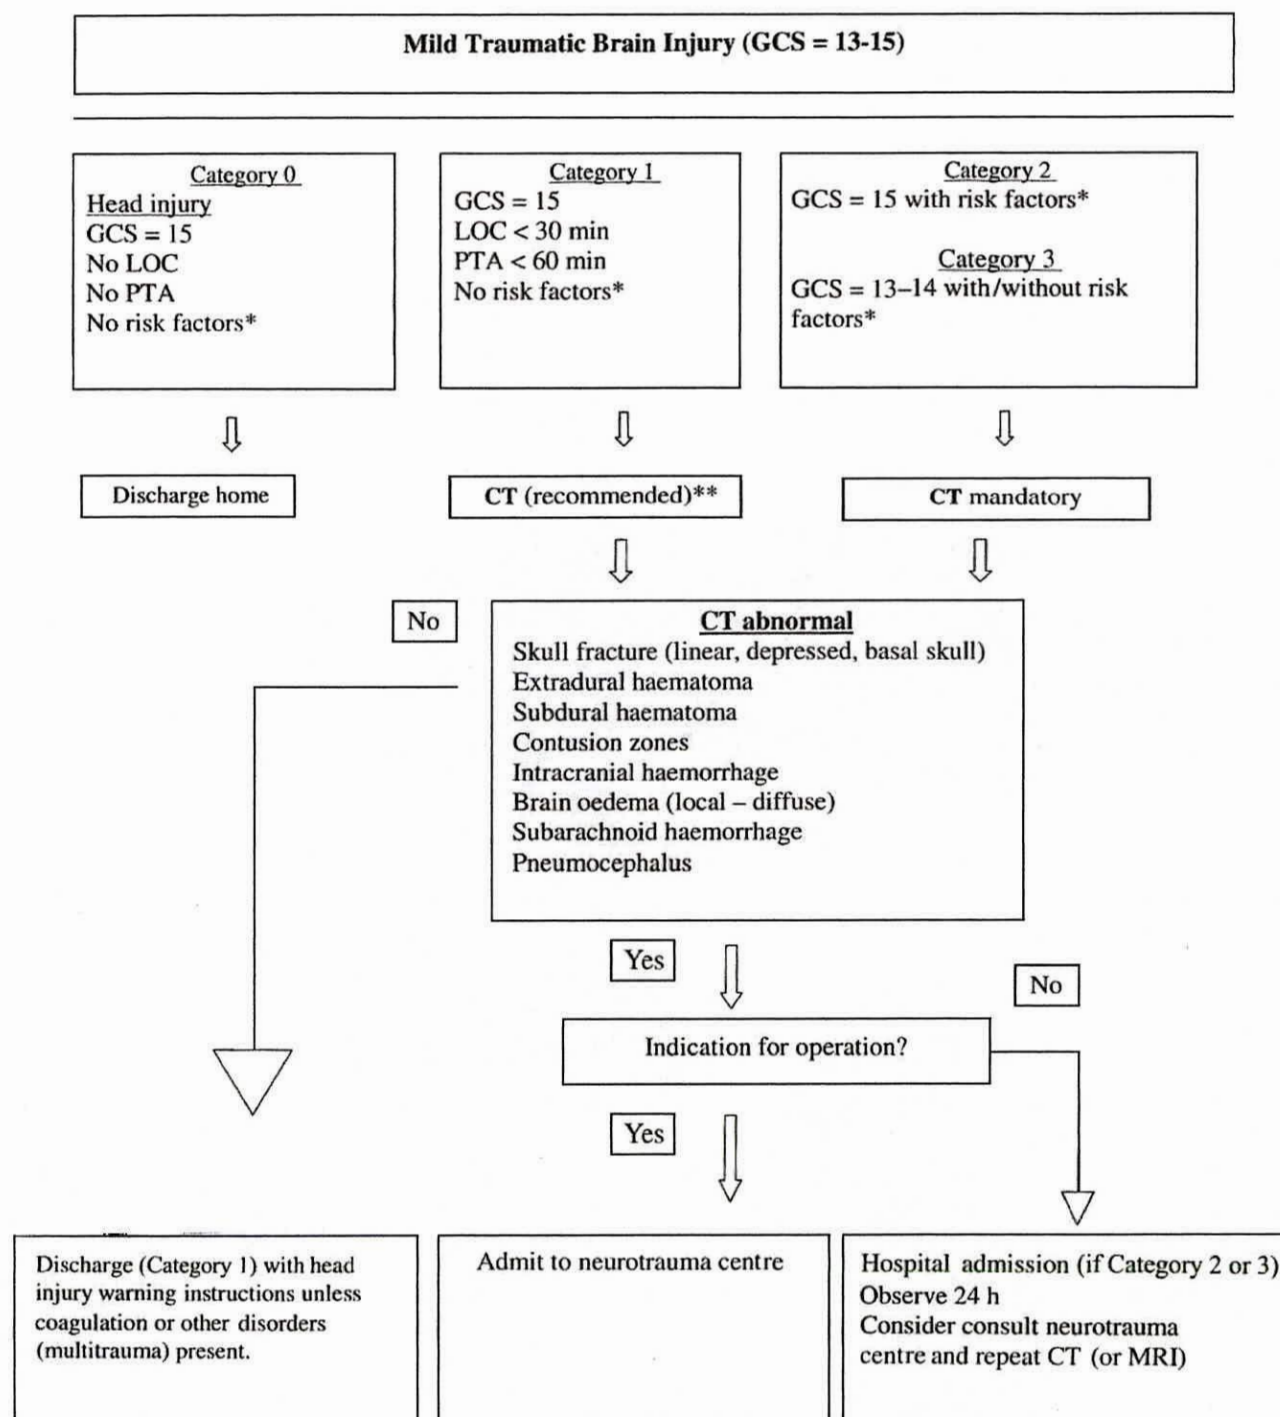 Mild Traumatic Brain Injury (GCS = 13-15)
Category 0
Head injury
GCS = 15
No LOC
No PTA
No risk factors*
Category 1
GCS = 15
LOC < 30 min
PTA < 60 min
No risk factors*
Category 2
GCS = 15 with risk factors*
Category 3
GCS = 13–14 with/without risk
factors*
Discharge home
CT (recommended)**
CT mandatory
No
CT abnormal
Skull fracture (linear, depressed, basal skull)
Extradural haematoma
Subdural haematoma
Contusion zones
Intracranial haemorrhage
Brain oedema (local – diffuse)
Subarachnoid haemorrhage
Pneumocephalus
Yes
No
Indication for operation?
Yes
Discharge (Category 1) with head
injury warning instructions unless
coagulation or other disorders
(multitrauma) present.
Admit to neurotrauma centre
Hospital admission (if Category 2 or 3)
Observe 24 h
Consider consult neurotrauma
centre and repeat CT (or MRI)